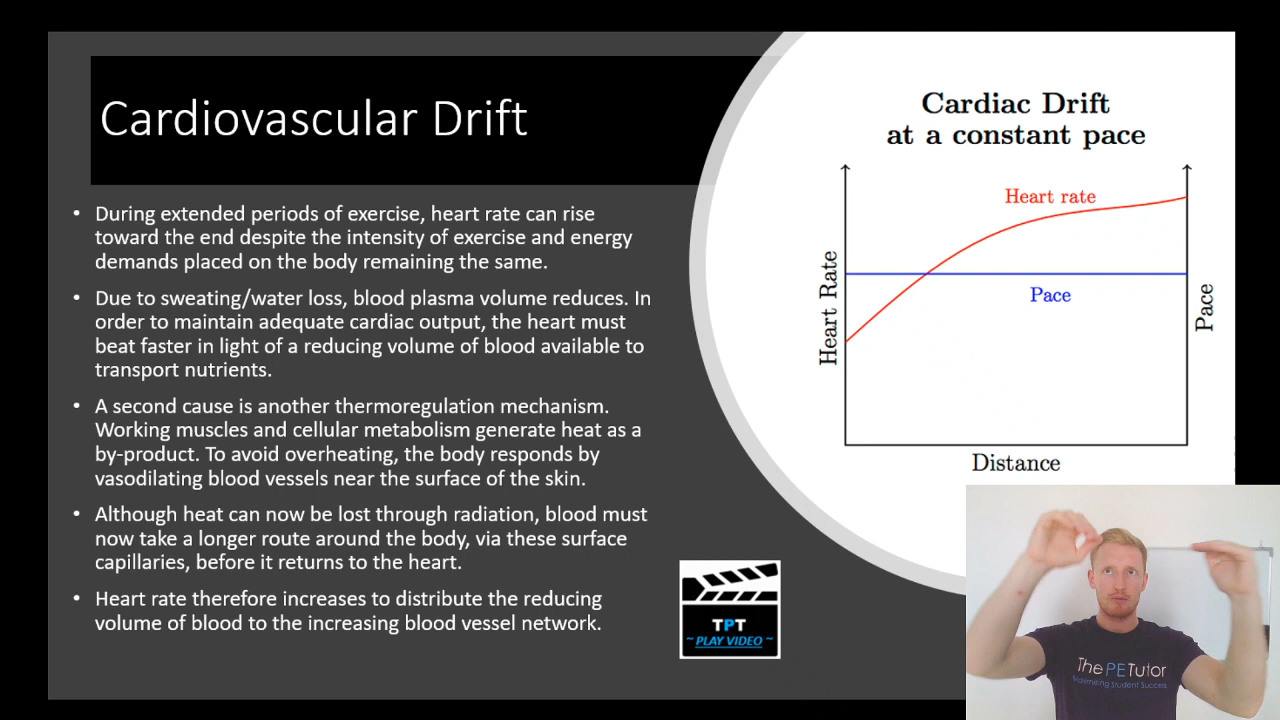 Cardiovascular Drift
• During extended periods of exercise, heart rate can rise
toward the end despite the intensity of exercise and energy
demands placed on the body remaining the same.
• Due to sweating/water loss, blood plasma volume reduces. In
order to maintain adequate cardiac output, the heart must
beat faster in light of a reducing volume of blood available to
transport nutrients.
• A second cause is another thermoregulation mechanism.
Working muscles and cellular metabolism generate heat as a
by-product. To avoid overheating, the body responds by
vasodilating blood vessels near the surface of the skin.
• Although heat can now be lost through radiation, blood must
now take a longer route around the body, via these surface
capillaries, before it returns to the heart.
• Heart rate therefore increases to distribute the reducing
volume of blood to the increasing blood vessel network.
Cardiac Drift
at a constant pace
Heart rate
Pace
Heart Rate
Pace
Distance
TPT
~ PLAY VIDEO ~
The PE Tutor
Maximising Student Success